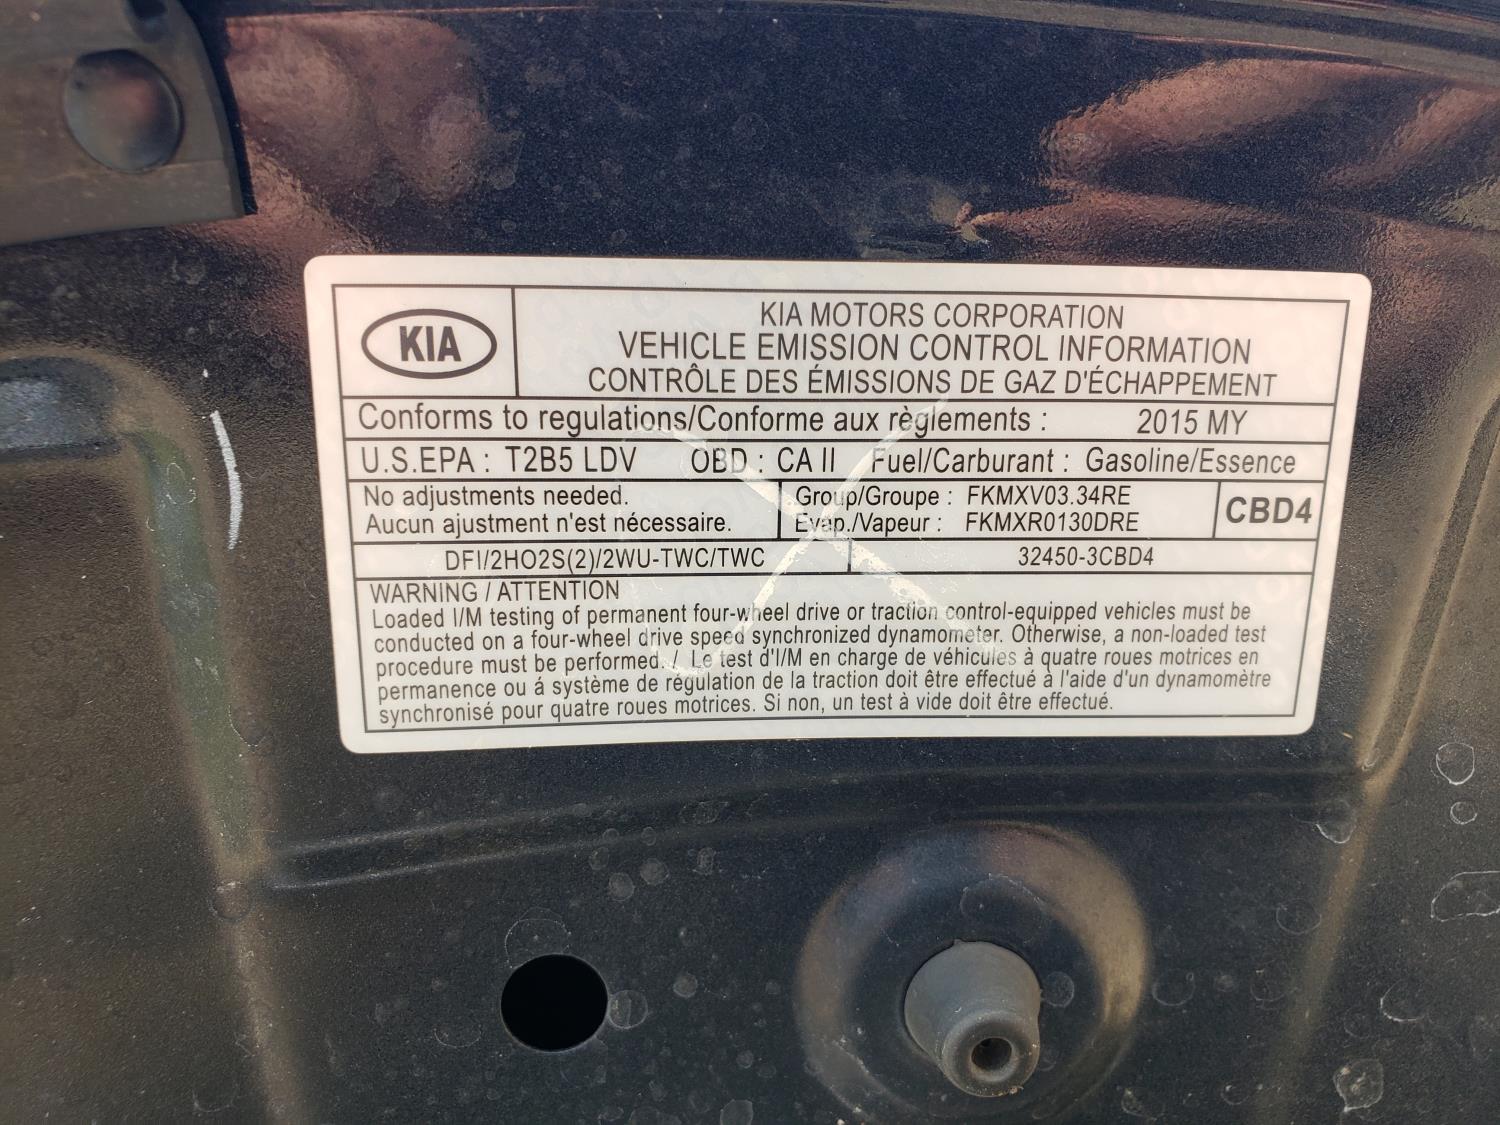 KIA
KIA MOTORS CORPORATION
VEHICLE EMISSION CONTROL INFORMATION
CONTRÔLE DES ÉMISSIONS DE GAZ D'ÉCHAPPEMENT
Conforms to regulations/Conforme aux règlements : 2015 MY
U.S.EPA : T2B5 LDV OBD : CA II Fuel/Carburant : Gasoline/Essence
No adjustments needed.
Aucun ajustment n'est nécessaire.
Group/Groupe : FKMXV03.34RE
Evap./Vapeur : FKMXR0130DRE
CBD4
DFI/2HO2S(2)/2WU-TWC/TWC
32450-3CBD4
WARNING / ATTENTION
Loaded I/M testing of permanent four-wheel drive or traction control-equipped vehicles must be
conducted on a four-wheel drive speed synchronized dynamometer. Otherwise, a non-loaded test
procedure must be performed. / Le test d'I/M en charge de véhicules à quatre roues motrices en
permanence ou á système de régulation de la traction doit être effectué à l'aide d'un dynamomètre
synchronisé pour quatre roues motrices. Si non, un test à vide doit être effectué.